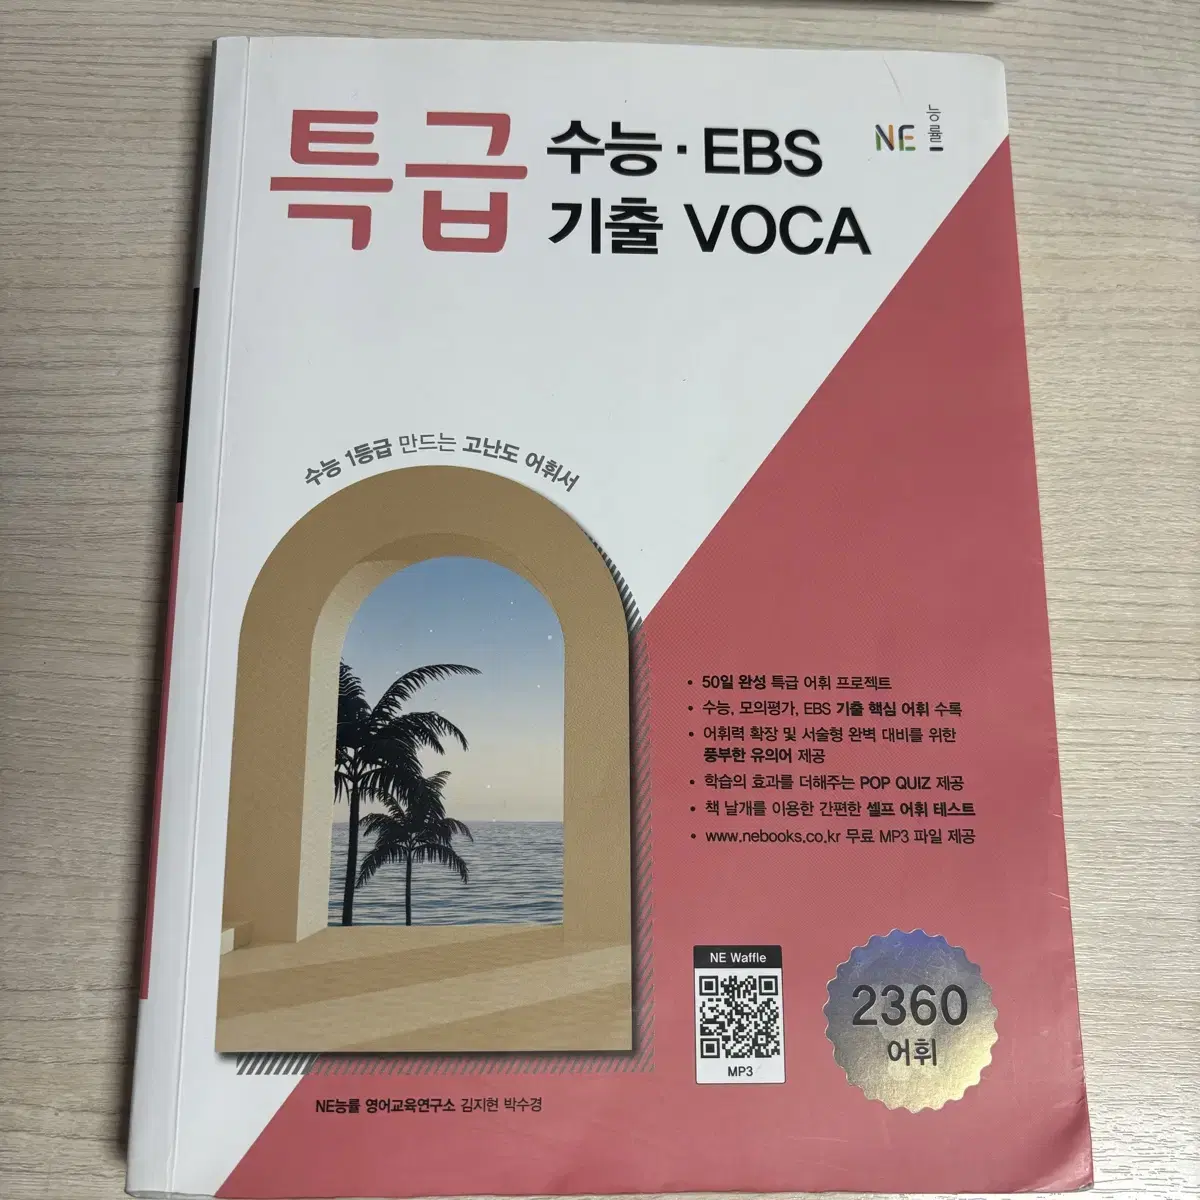 특급
수능·EBS
기출 VOCA
NE 능률
수능 1등급 만드는 고난도 어휘서
• 50일 완성 특급 어휘 프로젝트
• 수능, 모의평가, EBS 기출 핵심 어휘 수록
• 어휘력 확장 및 서술형 완벽 대비를 위한
풍부한 유의어 제공
• 학습의 효과를 더해주는 POP QUIZ 제공
• 책 날개를 이용한 간편한 셀프 어휘 테스트
• www.nebooks.co.kr 무료 MP3 파일 제공
NE Waffle
MP3
2360
어휘
NE능률 영어교육연구소 김지현 박수경